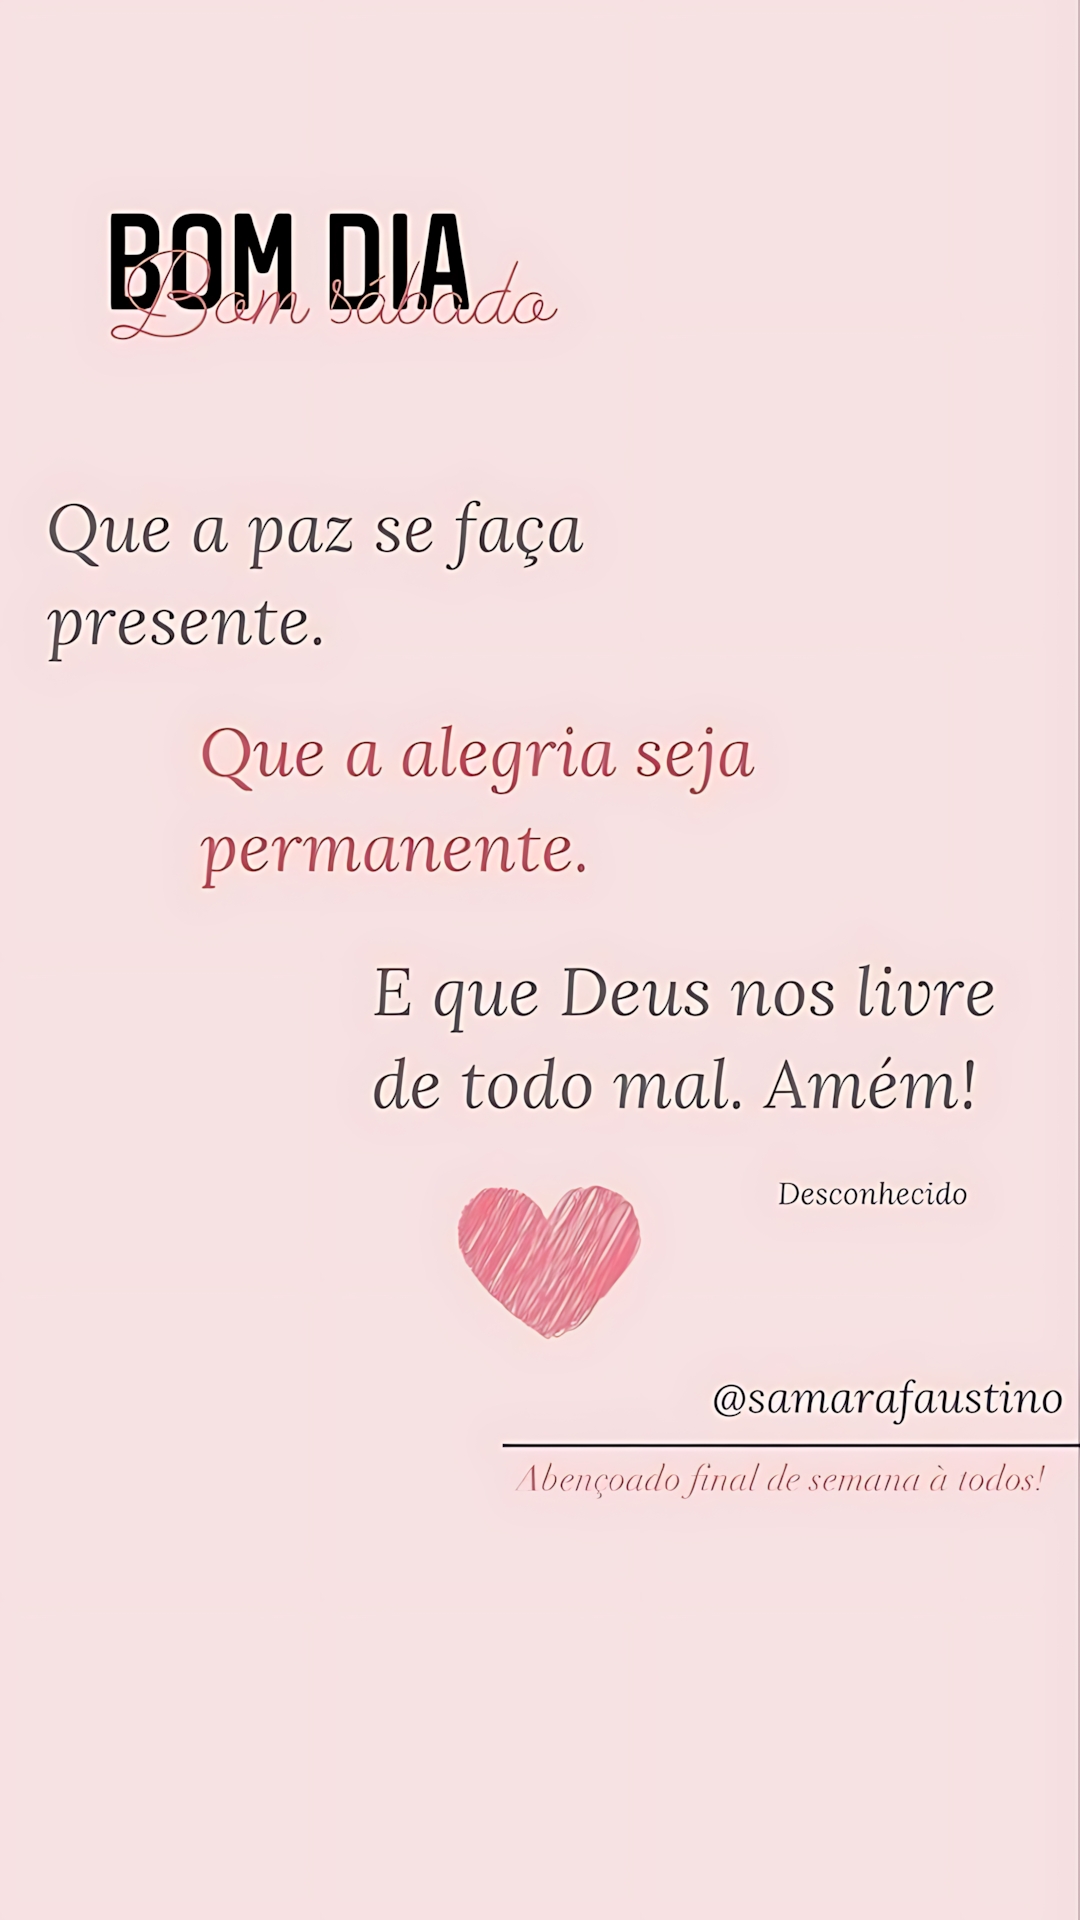 BOM DIA
Bom sábado
Que a paz se faça
presente.
Que a alegria seja
permanente.
E que Deus nos livre
de todo mal. Amém!
Desconhecido
@samarafaustino
Abençoado final de semana à todos!